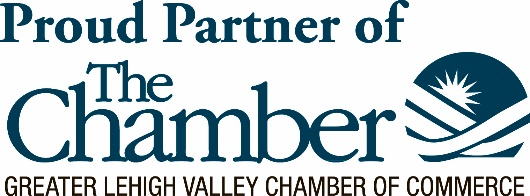 Proud Partner of
The
Chamber
GREATER LEHIGH VALLEY CHAMBER OF COMMERCE